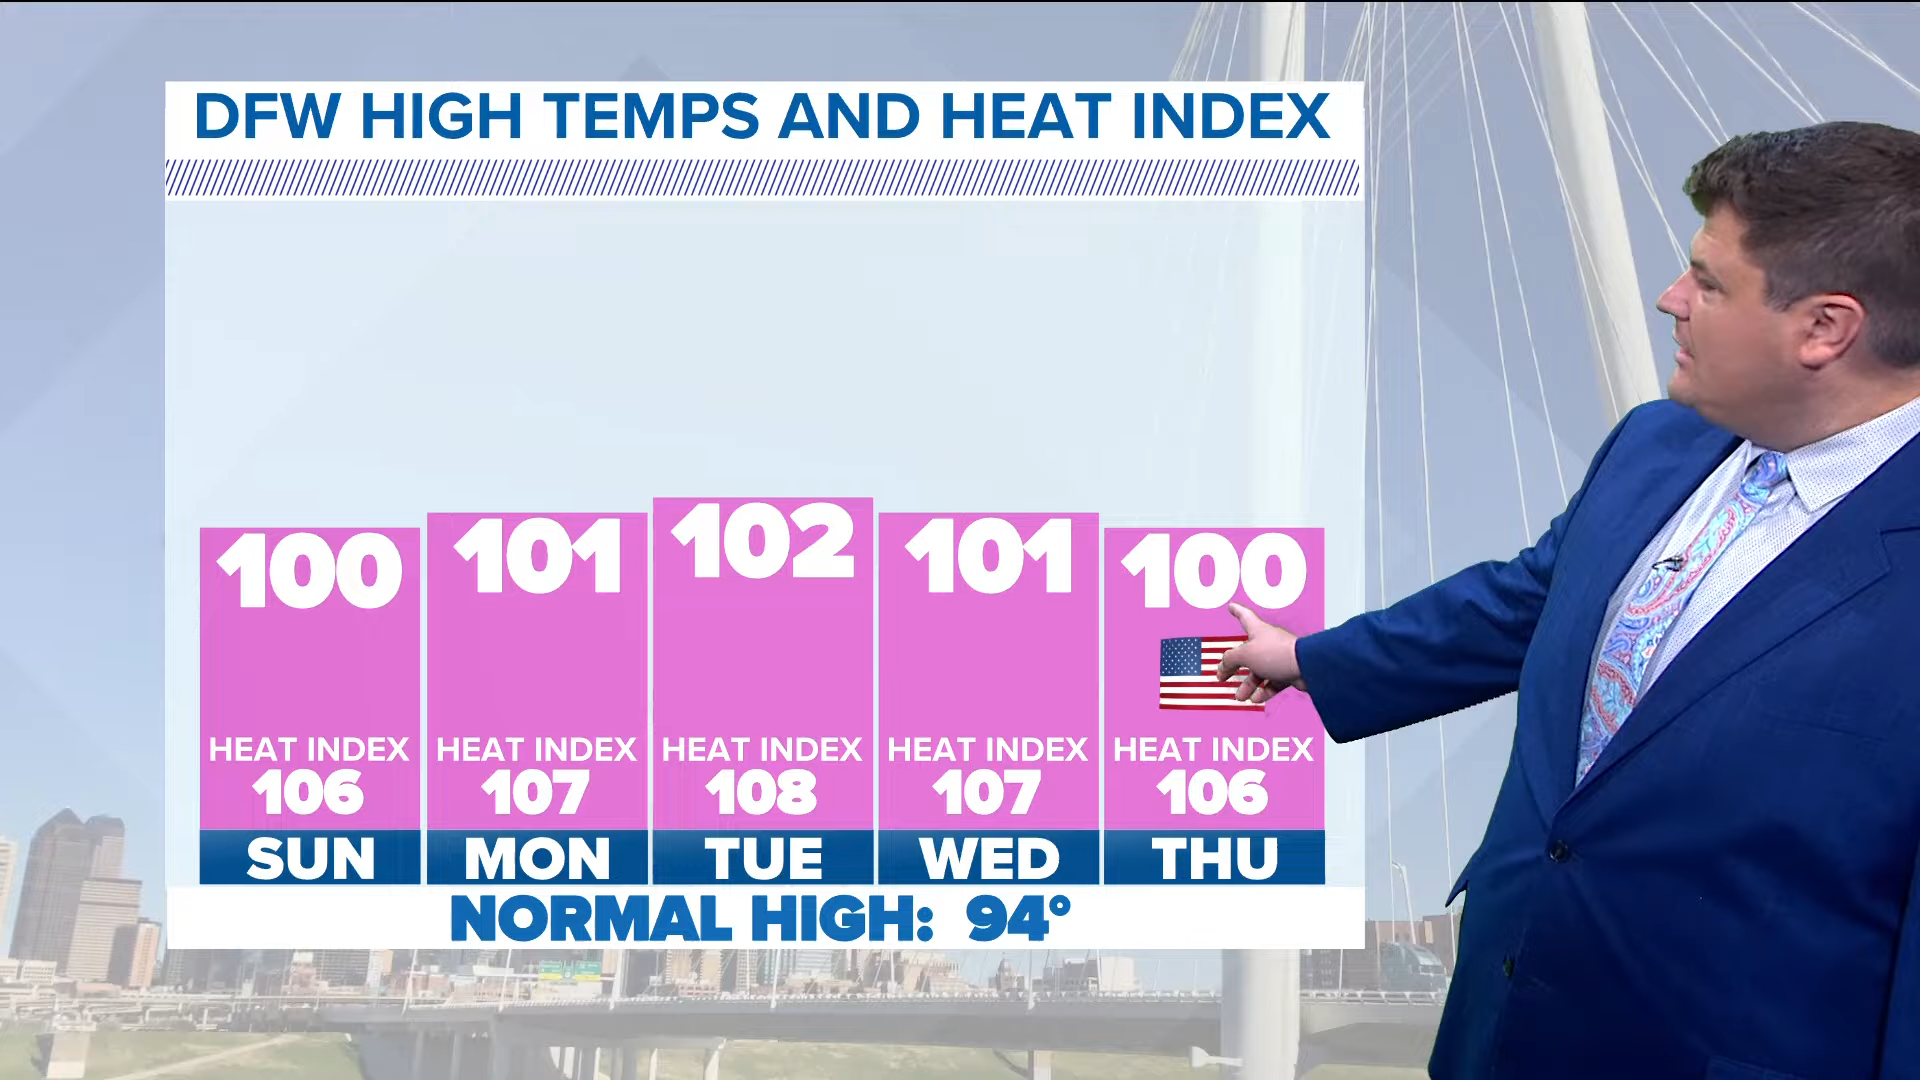 DFW HIGH TEMPS AND HEAT INDEX
100 101 102 101 100
HEAT INDEX HEAT INDEX HEAT INDEX HEAT INDEX HEAT INDEX
106 107 108 107 106
SUN MON TUE WED THU
NORMAL HIGH: 94°